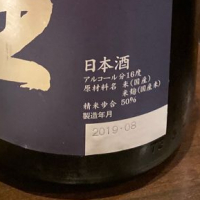 日本酒
アルコール分16度
原材料名 米(国産)
米麹(国産米)
精米歩合 50%
製造年月
2019-08